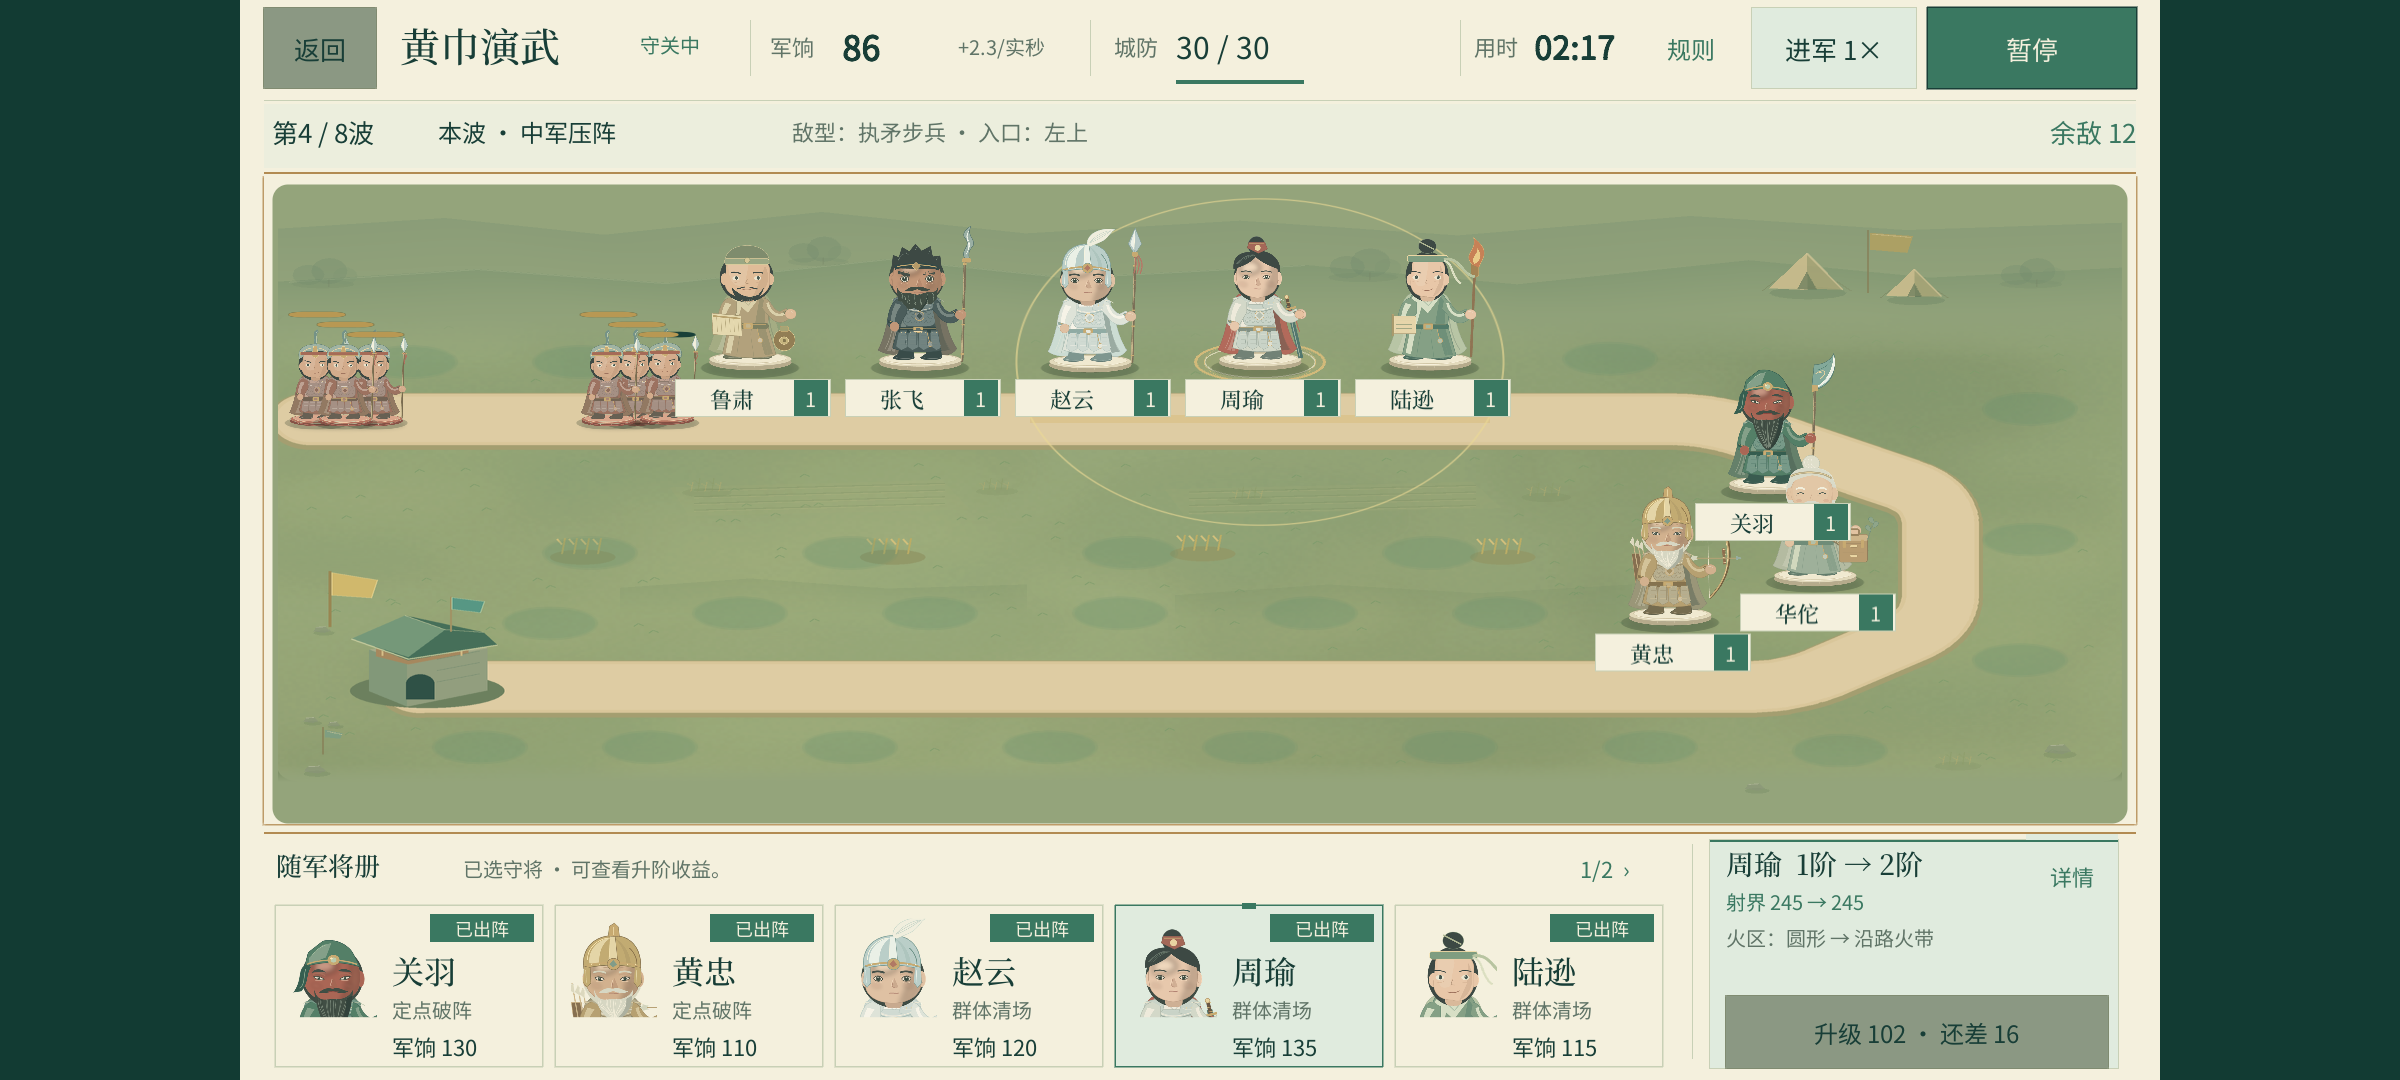 返回
黄巾演武
守关中
军饷 86
+2.3/实秒
城防 30 / 30
用时 02:17
规则
进军 1×
暂停
第4 / 8波
本波 · 中军压阵
敌型：执矛步兵 · 入口：左上
余敌 12
鲁肃 1
张飞 1
赵云 1
周瑜 1
陆逊 1
关羽 1
华佗 1
黄忠 1
随军将册
已选守将 · 可查看升阶收益。
1/2 ›
已出阵
关羽
定点破阵
军饷 130
已出阵
黄忠
定点破阵
军饷 110
已出阵
赵云
群体清场
军饷 120
已出阵
周瑜
群体清场
军饷 135
已出阵
陆逊
群体清场
军饷 115
周瑜 1阶 → 2阶
详情
射界 245 → 245
火区：圆形 → 沿路火带
升级 102 · 还差 16